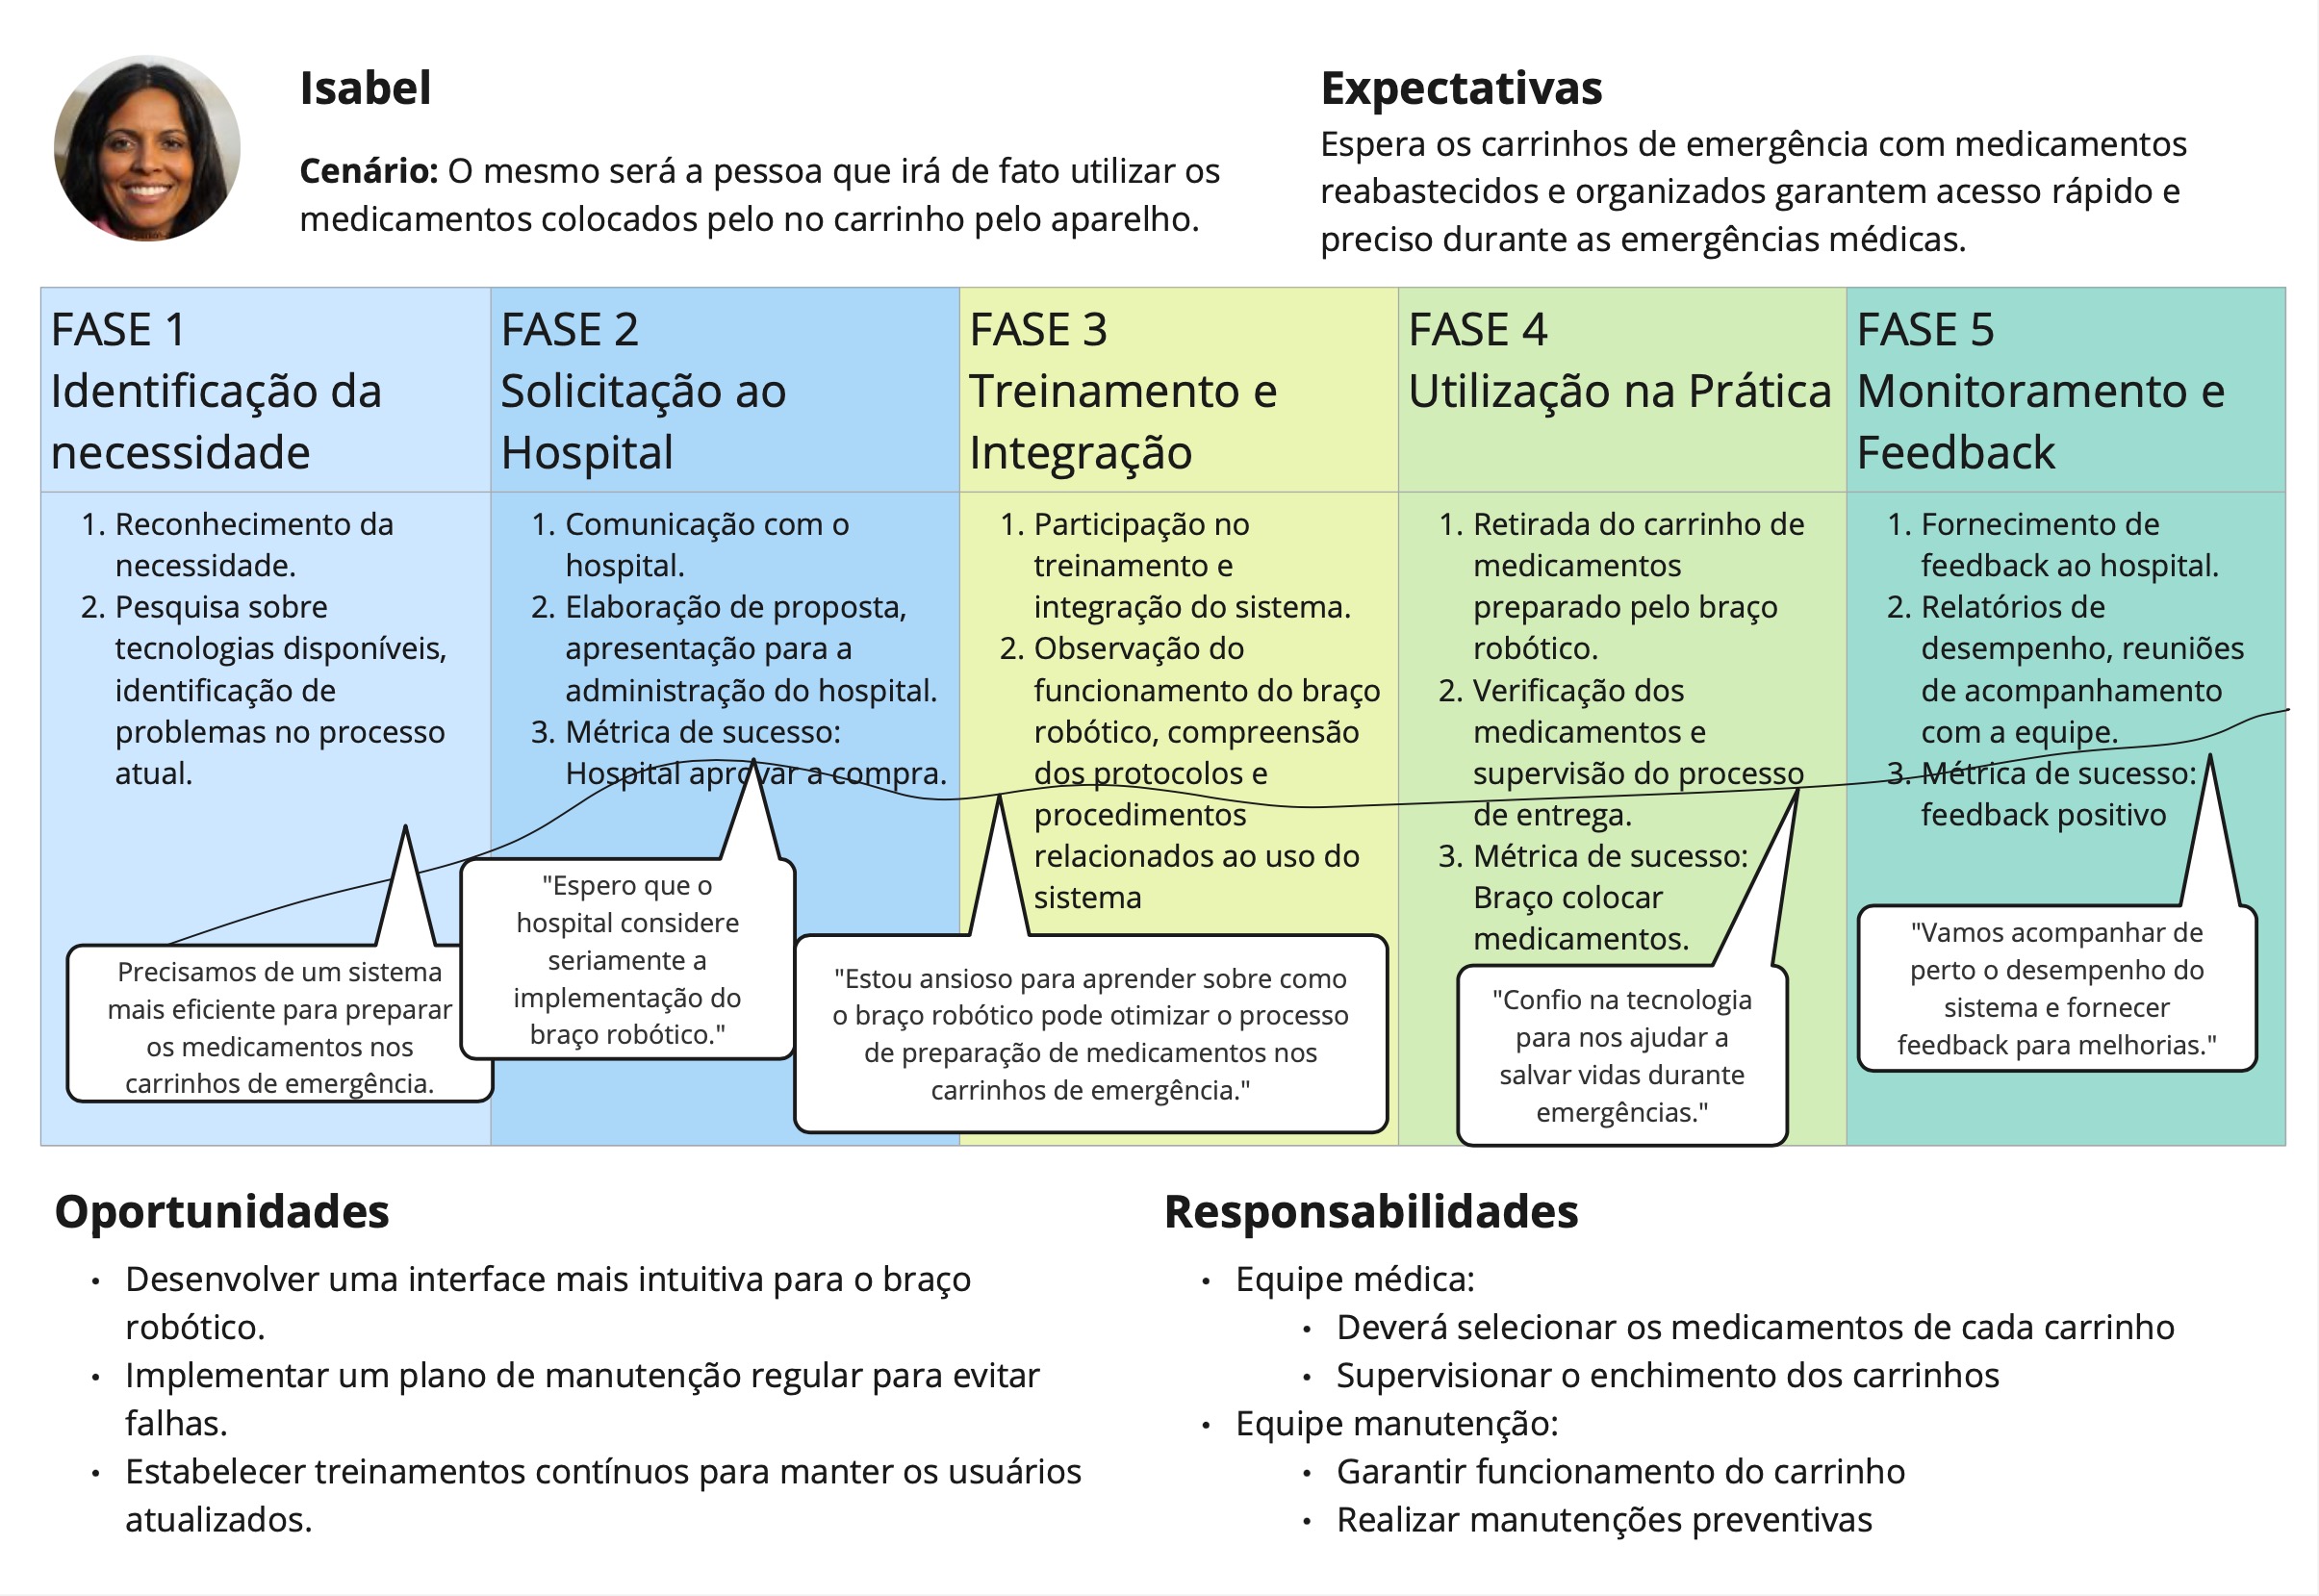 Isabel
Cenário: O mesmo será a pessoa que irá de fato utilizar os
medicamentos colocados pelo no carrinho pelo aparelho.
Expectativas
Espera os carrinhos de emergência com medicamentos
reabastecidos e organizados garantem acesso rápido e
preciso durante as emergências médicas.
FASE 1
Identificação da
necessidade
FASE 2
Solicitação ao
Hospital
FASE 3
Treinamento e
Integração
FASE 4
Utilização na Prática
FASE 5
Monitoramento e
Feedback
1. Reconhecimento da
necessidade.
2. Pesquisa sobre
tecnologias disponíveis,
identificação de
problemas no processo
atual.
1. Comunicação com o
hospital.
2. Elaboração de proposta,
apresentação para a
administração do hospital.
3. Métrica de sucesso:
Hospital aprovar a compra.
1. Participação no
treinamento e
integração do sistema.
2. Observação do
funcionamento do braço
robótico, compreensão
dos protocolos e
procedimentos
relacionados ao uso do
sistema
1. Retirada do carrinho de
medicamentos
preparado pelo braço
robótico.
2. Verificação dos
medicamentos e
supervisão do processo
de entrega.
3. Métrica de sucesso:
Braço colocar
medicamentos.
1. Fornecimento de
feedback ao hospital.
2. Relatórios de
desempenho, reuniões
de acompanhamento
com a equipe.
3. Métrica de sucesso:
feedback positivo
Precisamos de um sistema
mais eficiente para preparar
os medicamentos nos
carrinhos de emergência.
"Espero que o
hospital considere
seriamente a
implementação do
braço robótico."
"Estou ansioso para aprender sobre como
o braço robótico pode otimizar o processo
de preparação de medicamentos nos
carrinhos de emergência."
"Confio na tecnologia
para nos ajudar a
salvar vidas durante
emergências."
"Vamos acompanhar de
perto o desempenho do
sistema e fornecer
feedback para melhorias."
Oportunidades
• Desenvolver uma interface mais intuitiva para o braço
robótico.
• Implementar um plano de manutenção regular para evitar
falhas.
• Estabelecer treinamentos contínuos para manter os usuários
atualizados.
Responsabilidades
• Equipe médica:
• Deverá selecionar os medicamentos de cada carrinho
• Supervisionar o enchimento dos carrinhos
• Equipe manutenção:
• Garantir funcionamento do carrinho
• Realizar manutenções preventivas